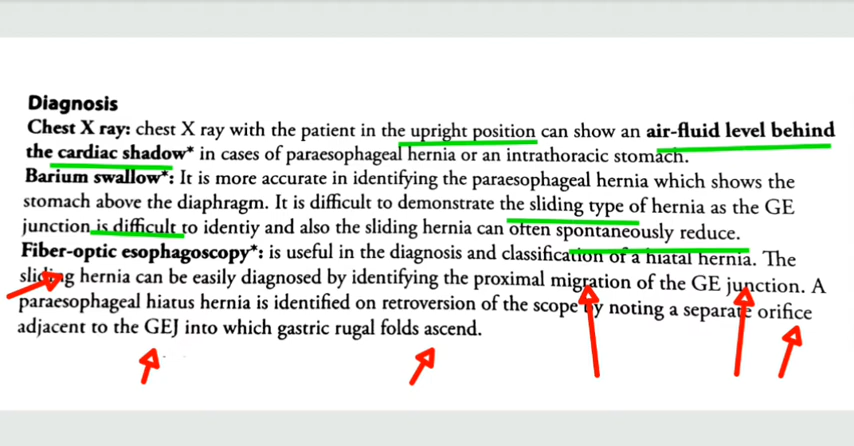 Diagnosis
Chest X ray: chest X ray with the patient in the upright position can show an air-fluid level behind
the cardiac shadow* in cases of paraesophageal hernia or an intrathoracic stomach.
Barium swallow*: It is more accurate in identifying the paraesophageal hernia which shows the
stomach above the diaphragm. It is difficult to demonstrate the sliding type of hernia as the GE
junction is difficult to identiy and also the sliding hernia can often spontaneously reduce.
Fiber-optic esophagoscopy*: is useful in the diagnosis and classification of a hiatal hernia. The
sliding hernia can be easily diagnosed by identifying the proximal migration of the GE junction. A
paraesophageal hiatus hernia is identified on retroversion of the scope by noting a separate orifice
adjacent to the GEJ into which gastric rugal folds ascend.